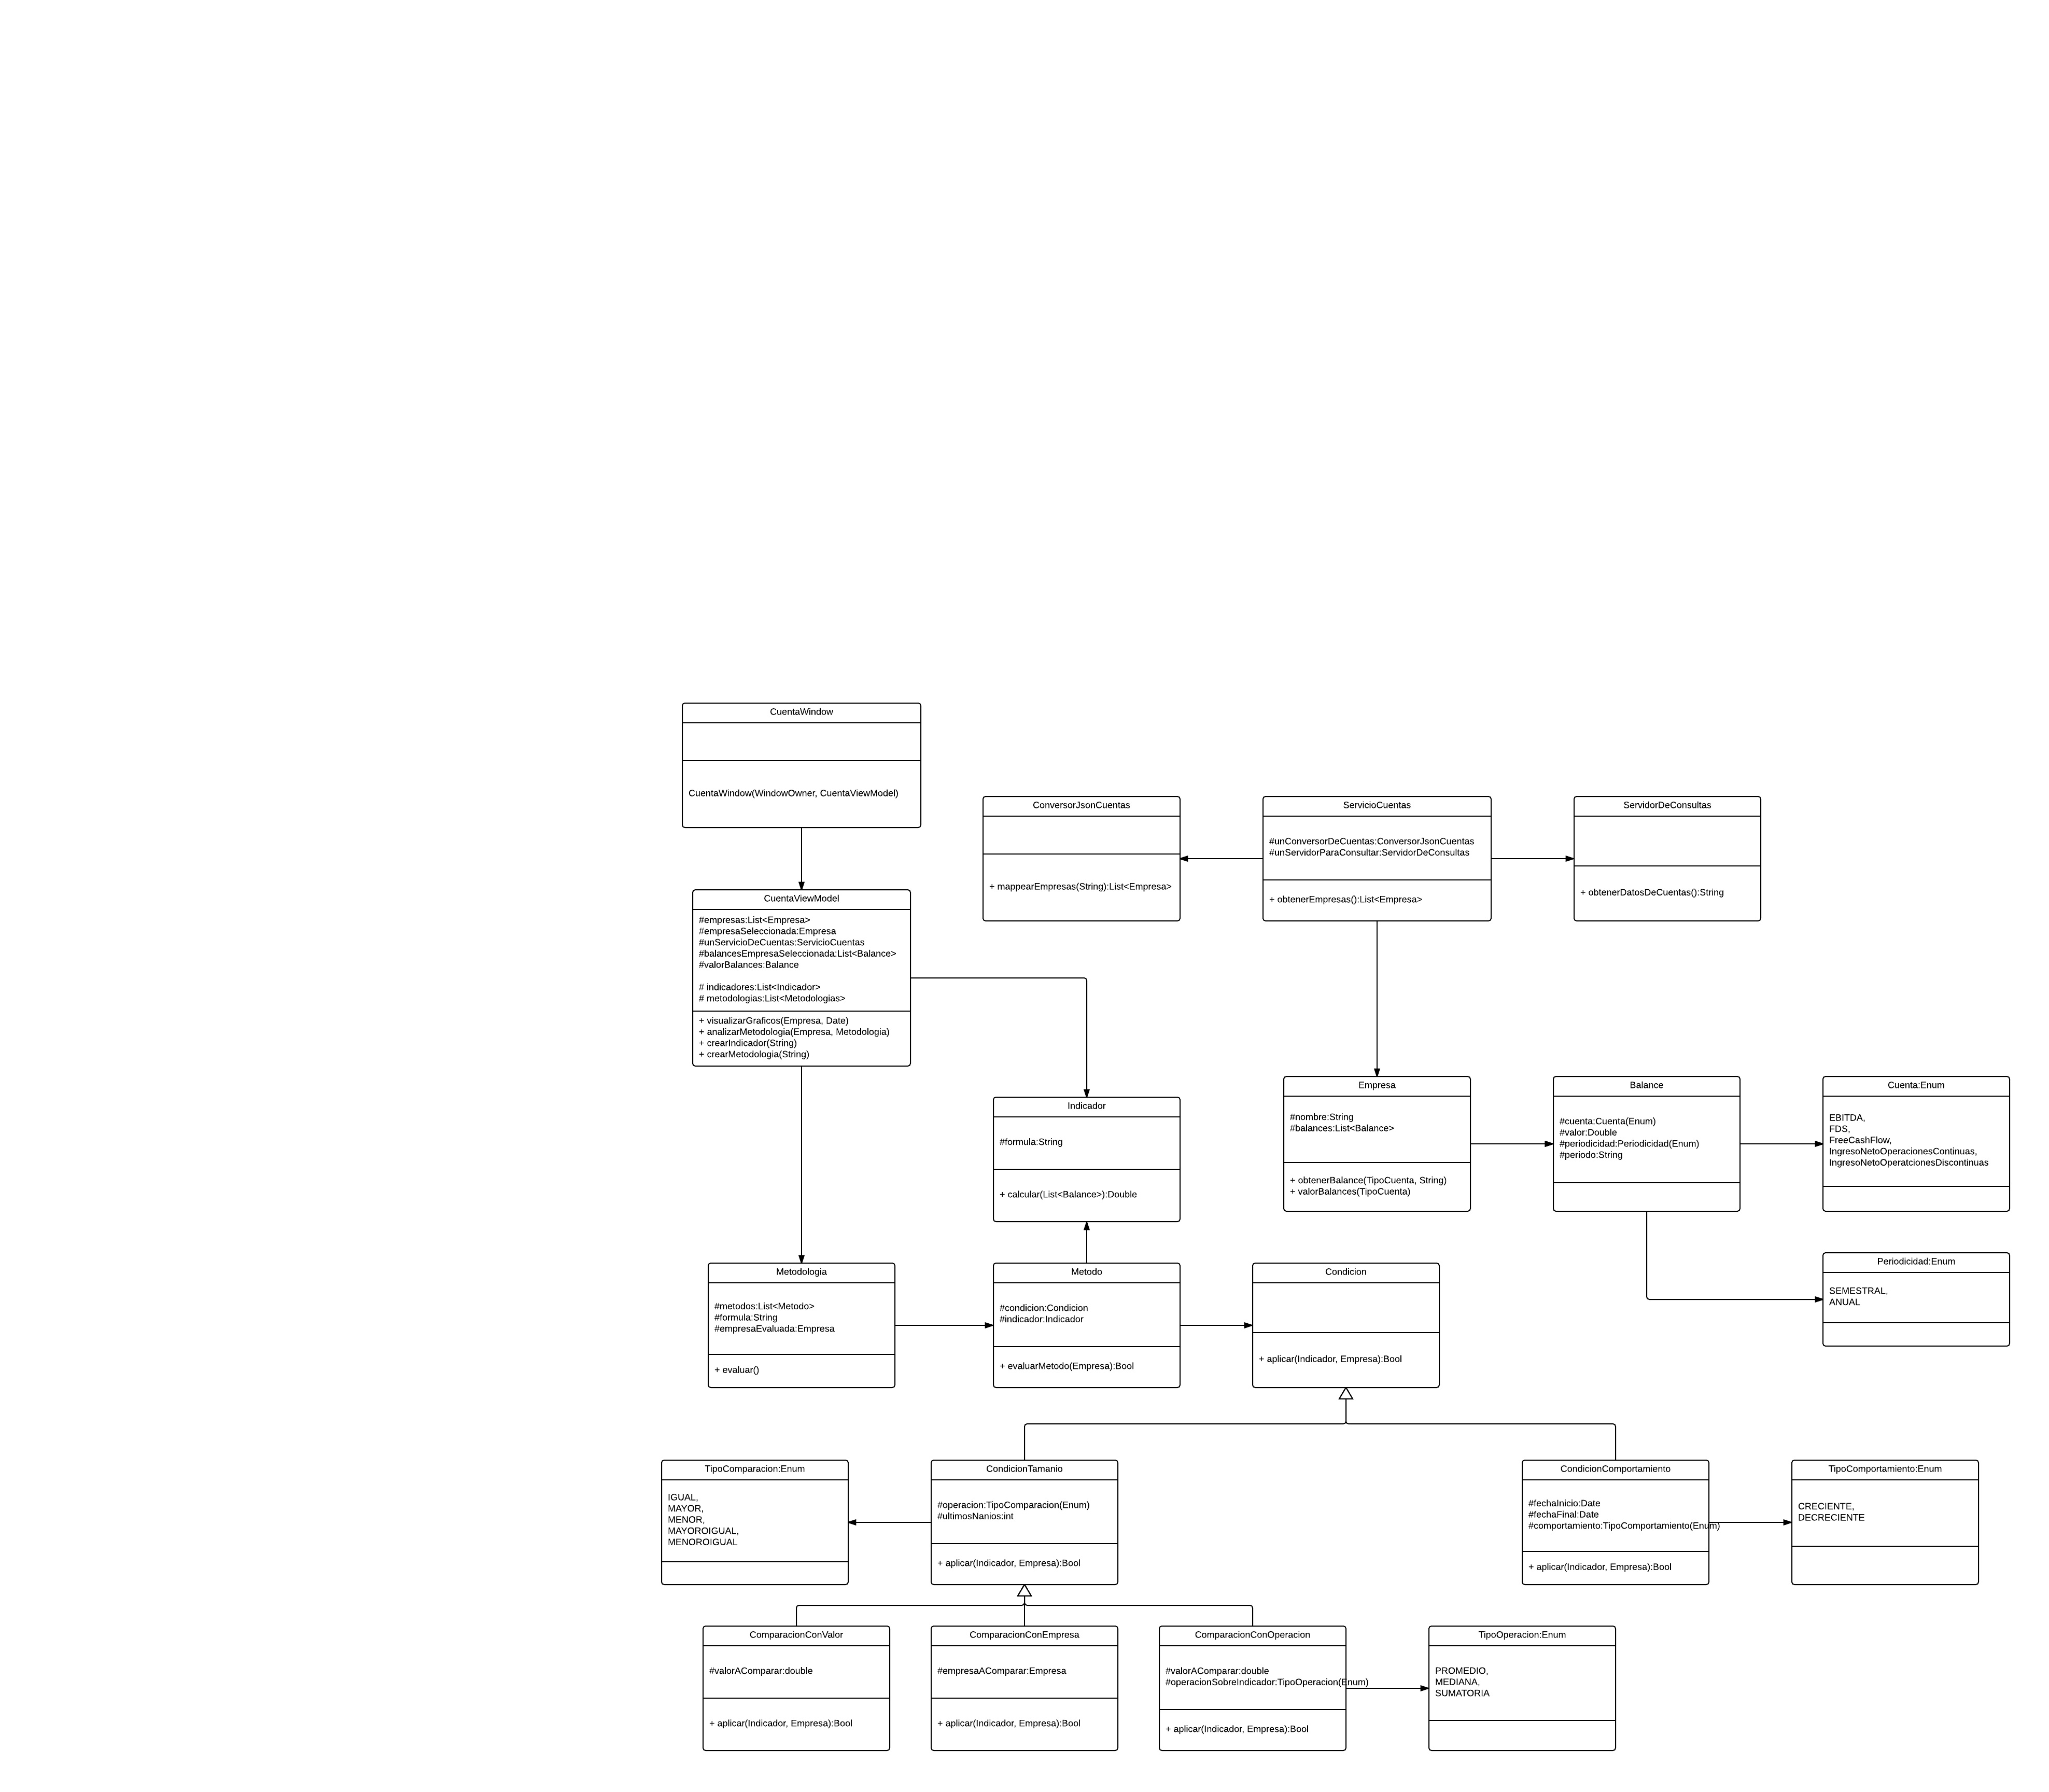 CuentaWindow
CuentaWindow(WindowOwner, CuentaViewModel)
ConversorJsonCuentas
+ mappearEmpresas(String):List<Empresa>
ServicioCuentas
#unConversorDeCuentas:ConversorJsonCuentas
#unServidorParaConsultar:ServidorDeConsultas
+ obtenerEmpresas():List<Empresa>
ServidorDeConsultas
+ obtenerDatosDeCuentas():String
CuentaViewModel
#empresas:List<Empresa>
#empresaSeleccionada:Empresa
#unServicioDeCuentas:ServicioCuentas
#balancesEmpresaSeleccionada:List<Balance>
#valorBalances:Balance
# indicadores:List<Indicador>
# metodologias:List<Metodologias>
+ visualizarGraficos(Empresa, Date)
+ analizarMetodologia(Empresa, Metodologia)
+ crearIndicador(String)
+ crearMetodologia(String)
Indicador
#formula:String
+ calcular(List<Balance>):Double
Empresa
#nombre:String
#balances:List<Balance>
+ obtenerBalance(TipoCuenta, String)
+ valorBalances(TipoCuenta)
Balance
#cuenta:Cuenta(Enum)
#valor:Double
#periodicidad:Periodicidad(Enum)
#periodo:String
Cuenta:Enum
EBITDA,
FDS,
FreeCashFlow,
IngresoNetoOperacionesContinuas,
IngresoNetoOperatcionesDiscontinuas
Periodicidad:Enum
SEMESTRAL,
ANUAL
Metodologia
#metodos:List<Metodo>
#formula:String
#empresaEvaluada:Empresa
+ evaluar()
Metodo
#condicion:Condicion
#indicador:Indicador
+ evaluarMetodo(Empresa):Bool
Condicion
+ aplicar(Indicador, Empresa):Bool
TipoComparacion:Enum
IGUAL,
MAYOR,
MENOR,
MAYOROIGUAL,
MENOROIGUAL
CondicionTamanio
#operacion:TipoComparacion(Enum)
#ultimosNanios:int
+ aplicar(Indicador, Empresa):Bool
CondicionComportamiento
#fechaInicio:Date
#fechaFinal:Date
#comportamiento:TipoComportamiento(Enum)
+ aplicar(Indicador, Empresa):Bool
TipoComportamiento:Enum
CRECIENTE,
DECRECIENTE
ComparacionConValor
#valorAComparar:double
+ aplicar(Indicador, Empresa):Bool
ComparacionConEmpresa
#empresaAComparar:Empresa
+ aplicar(Indicador, Empresa):Bool
ComparacionConOperacion
#valorAComparar:double
#operacionSobreIndicador:TipoOperacion(Enum)
+ aplicar(Indicador, Empresa):Bool
TipoOperacion:Enum
PROMEDIO,
MEDIANA,
SUMATORIA